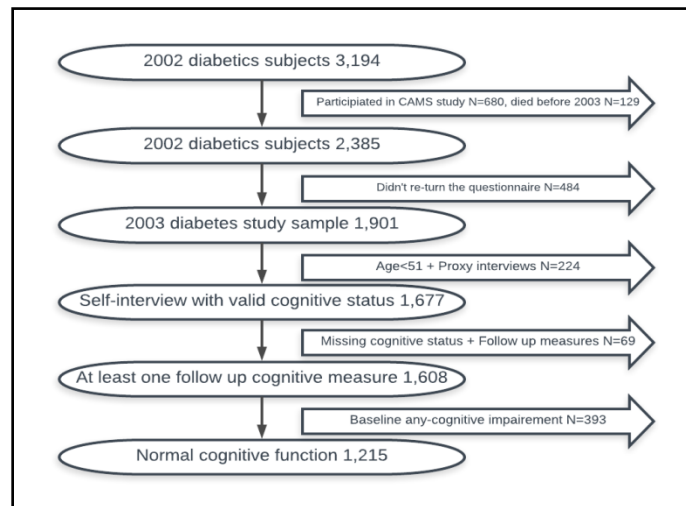 2002 diabetics subjects 3,194
Participiated in CAMS study N=680, died before 2003 N=129
2002 diabetics subjects 2,385
Didn't re-turn the questionnaire N=484
2003 diabetes study sample 1,901
Age<51 + Proxy interviews N=224
Self-interview with valid cognitive status 1,677
Missing cognitive status + Follow up measures N=69
At least one follow up cognitive measure 1,608
Baseline any-cognitive impairment N=393
Normal cognitive function 1,215